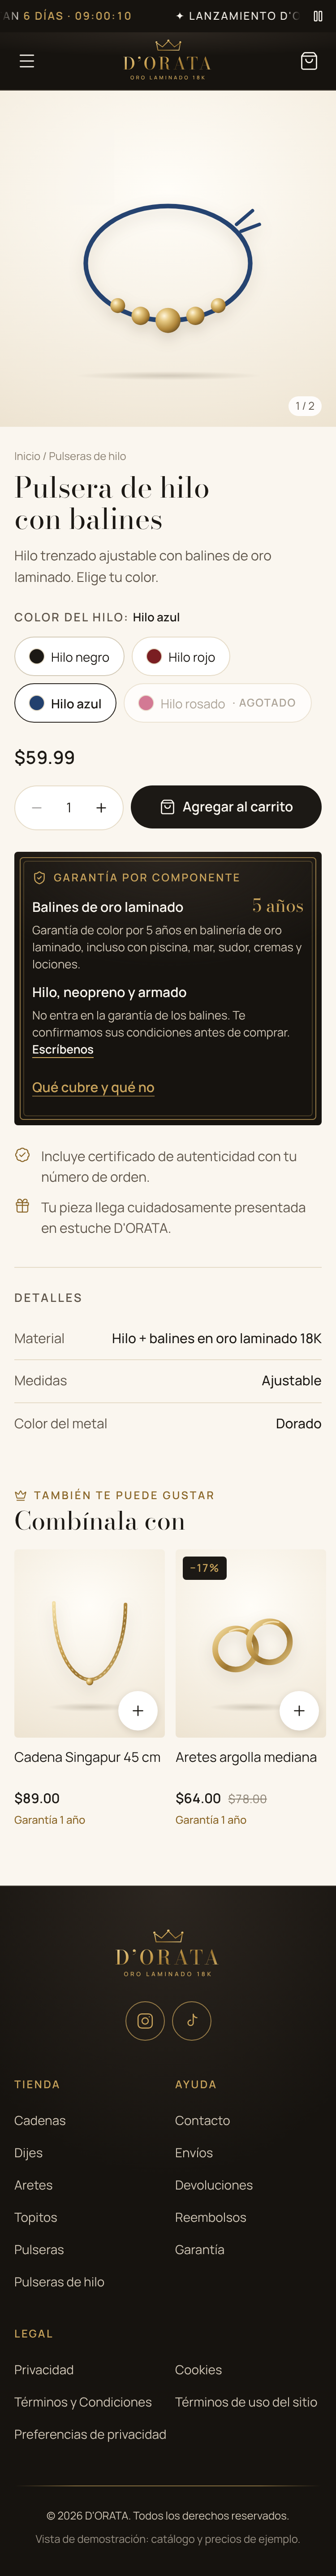 AN 6 DÍAS · 09:00:10 ✦ LANZAMIENTO D'O
D'ORATA
ORO LAMINADO 18K
1 / 2
Inicio / Pulseras de hilo
Pulsera de hilo
con balines
Hilo trenzado ajustable con balines de oro
laminado. Elige tu color.
COLOR DEL HILO: Hilo azul
Hilo negro
Hilo rojo
Hilo azul
Hilo rosado · AGOTADO
$59.99
− 1 +
Agregar al carrito
GARANTÍA POR COMPONENTE
Balines de oro laminado 5 años
Garantía de color por 5 años en balinería de oro
laminado, incluso con piscina, mar, sudor, cremas y
lociones.
Hilo, neopreno y armado
No entra en la garantía de los balines. Te
confirmamos sus condiciones antes de comprar.
Escríbenos
Qué cubre y qué no
Incluye certificado de autenticidad con tu
número de orden.
Tu pieza llega cuidadosamente presentada
en estuche D'ORATA.
DETALLES
Material Hilo + balines en oro laminado 18K
Medidas Ajustable
Color del metal Dorado
TAMBIÉN TE PUEDE GUSTAR
Combínala con
−17%
Cadena Singapur 45 cm
$89.00
Garantía 1 año
Aretes argolla mediana
$64.00 $78.00
Garantía 1 año
D'ORATA
ORO LAMINADO 18K
TIENDA
Cadenas
Dijes
Aretes
Topitos
Pulseras
Pulseras de hilo
AYUDA
Contacto
Envíos
Devoluciones
Reembolsos
Garantía
LEGAL
Privacidad
Cookies
Términos y Condiciones
Términos de uso del sitio
Preferencias de privacidad
© 2026 D'ORATA. Todos los derechos reservados.
Vista de demostración: catálogo y precios de ejemplo.